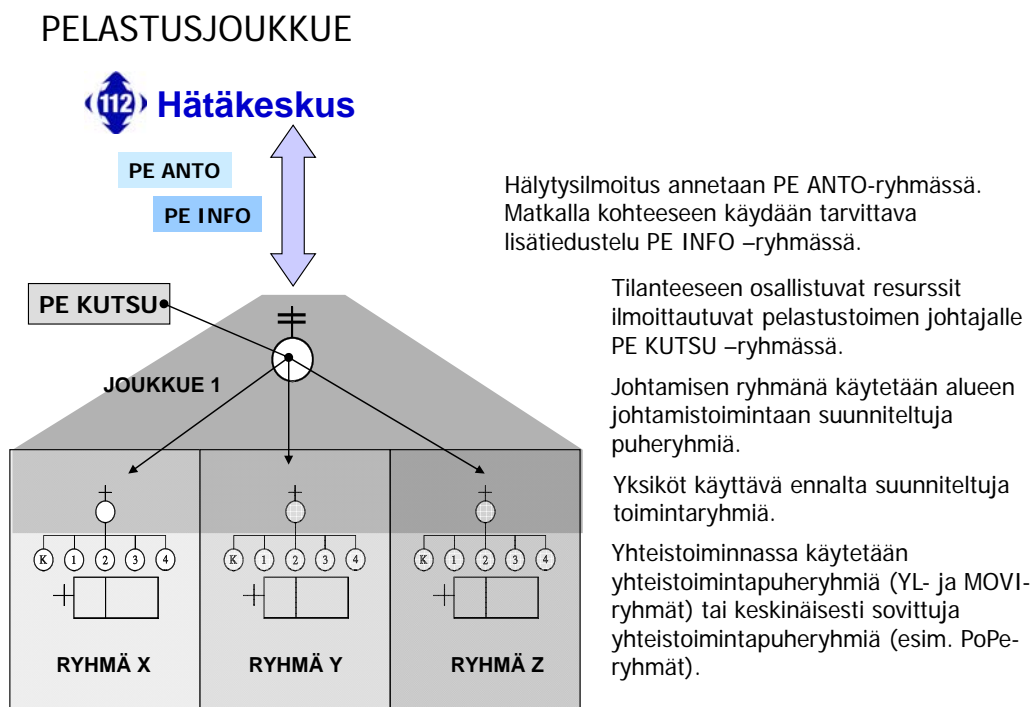 PELASTUSJOUKKUE
112 Hätäkeskus
PE ANTO
PE INFO
Hälytysilmoitus annetaan PE ANTO-ryhmässä.
Matkalla kohteeseen käydään tarvittava
lisätiedustelu PE INFO –ryhmässä.
PE KUTSU
Tilanteeseen osallistuvat resurssit
ilmoittautuvat pelastustoimen johtajalle
PE KUTSU –ryhmässä.
JOUKKUE 1
Johtamisen ryhmänä käytetään alueen
johtamistoimintaan suunniteltuja
puheryhmiä.
Yksiköt käyttävä ennalta suunniteltuja
toimintaryhmiä.
Yhteistoiminnassa käytetään
yhteistoimintapuheryhmiä (YL- ja MOVI-
ryhmät) tai keskinäisesti sovittuja
yhteistoimintapuheryhmiä (esim. PoPe-
ryhmät).
K 1 2 3 4
K 1 2 3 4
K 1 2 3 4
RYHMÄ X
RYHMÄ Y
RYHMÄ Z